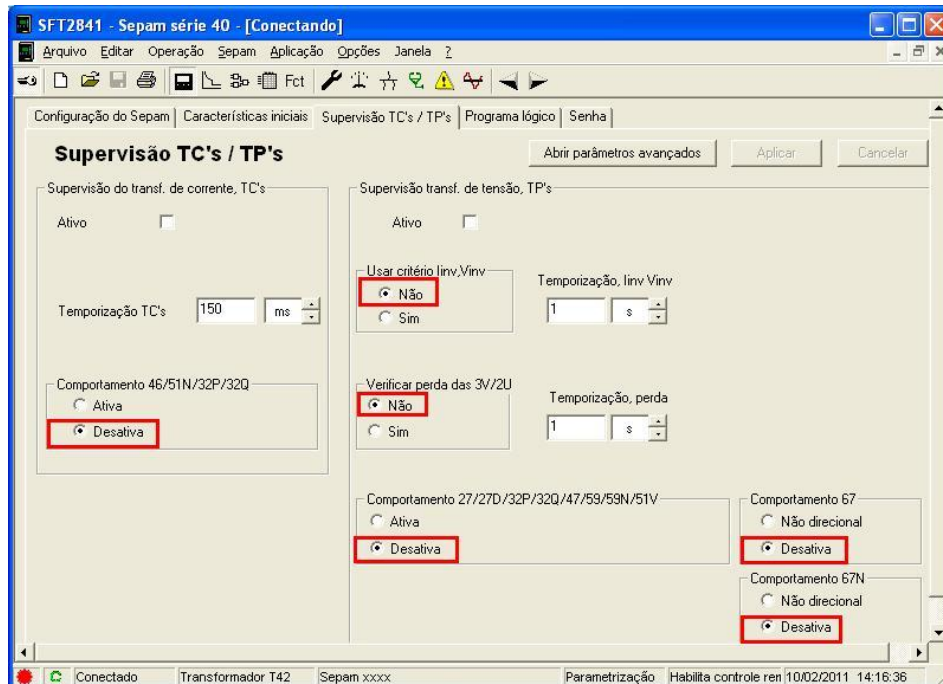 SFT2841 - Sepam série 40 - [Conectando]
Arquivo Editar Operação Sepam Aplicação Opções Janela ?
Fct
Configuração do Sepam Características iniciais Supervisão TC's / TP's Programa lógico Senha
Supervisão TC's / TP's
Abrir parâmetros avançados Aplicar Cancelar
Supervisão do transf. de corrente, TC's
Ativo
Temporização TC's 150 ms
Comportamento 46/51N/32P/32Q
Ativa
Desativa
Supervisão transf. de tensão, TP's
Ativo
Usar critério Iinv,Vinv
Não
Sim
Temporização, Iinv Vinv
1 s
Verificar perda das 3V/2U
Não
Sim
Temporização, perda
1 s
Comportamento 27/27D/32P/32Q/47/59/59N/51V
Ativa
Desativa
Comportamento 67
Não direcional
Desativa
Comportamento 67N
Não direcional
Desativa
Conectado Transformador T42 Sepam xxxx Parametrização Habilita controle ren 10/02/2011 14:16:36